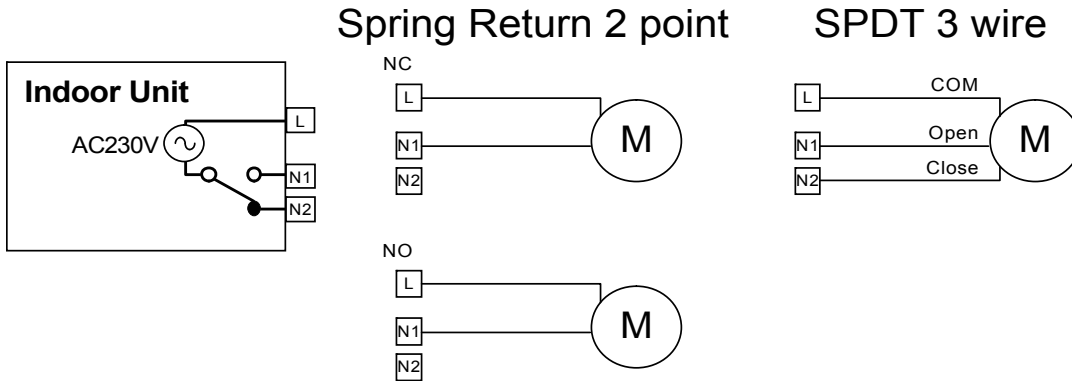 Spring Return 2 point
SPDT 3 wire
Indoor Unit
AC230V
L
N1
N2
NC
L
N1
N2
M
COM
Open
Close
L
N1
N2
M
NO
L
N1
N2
M